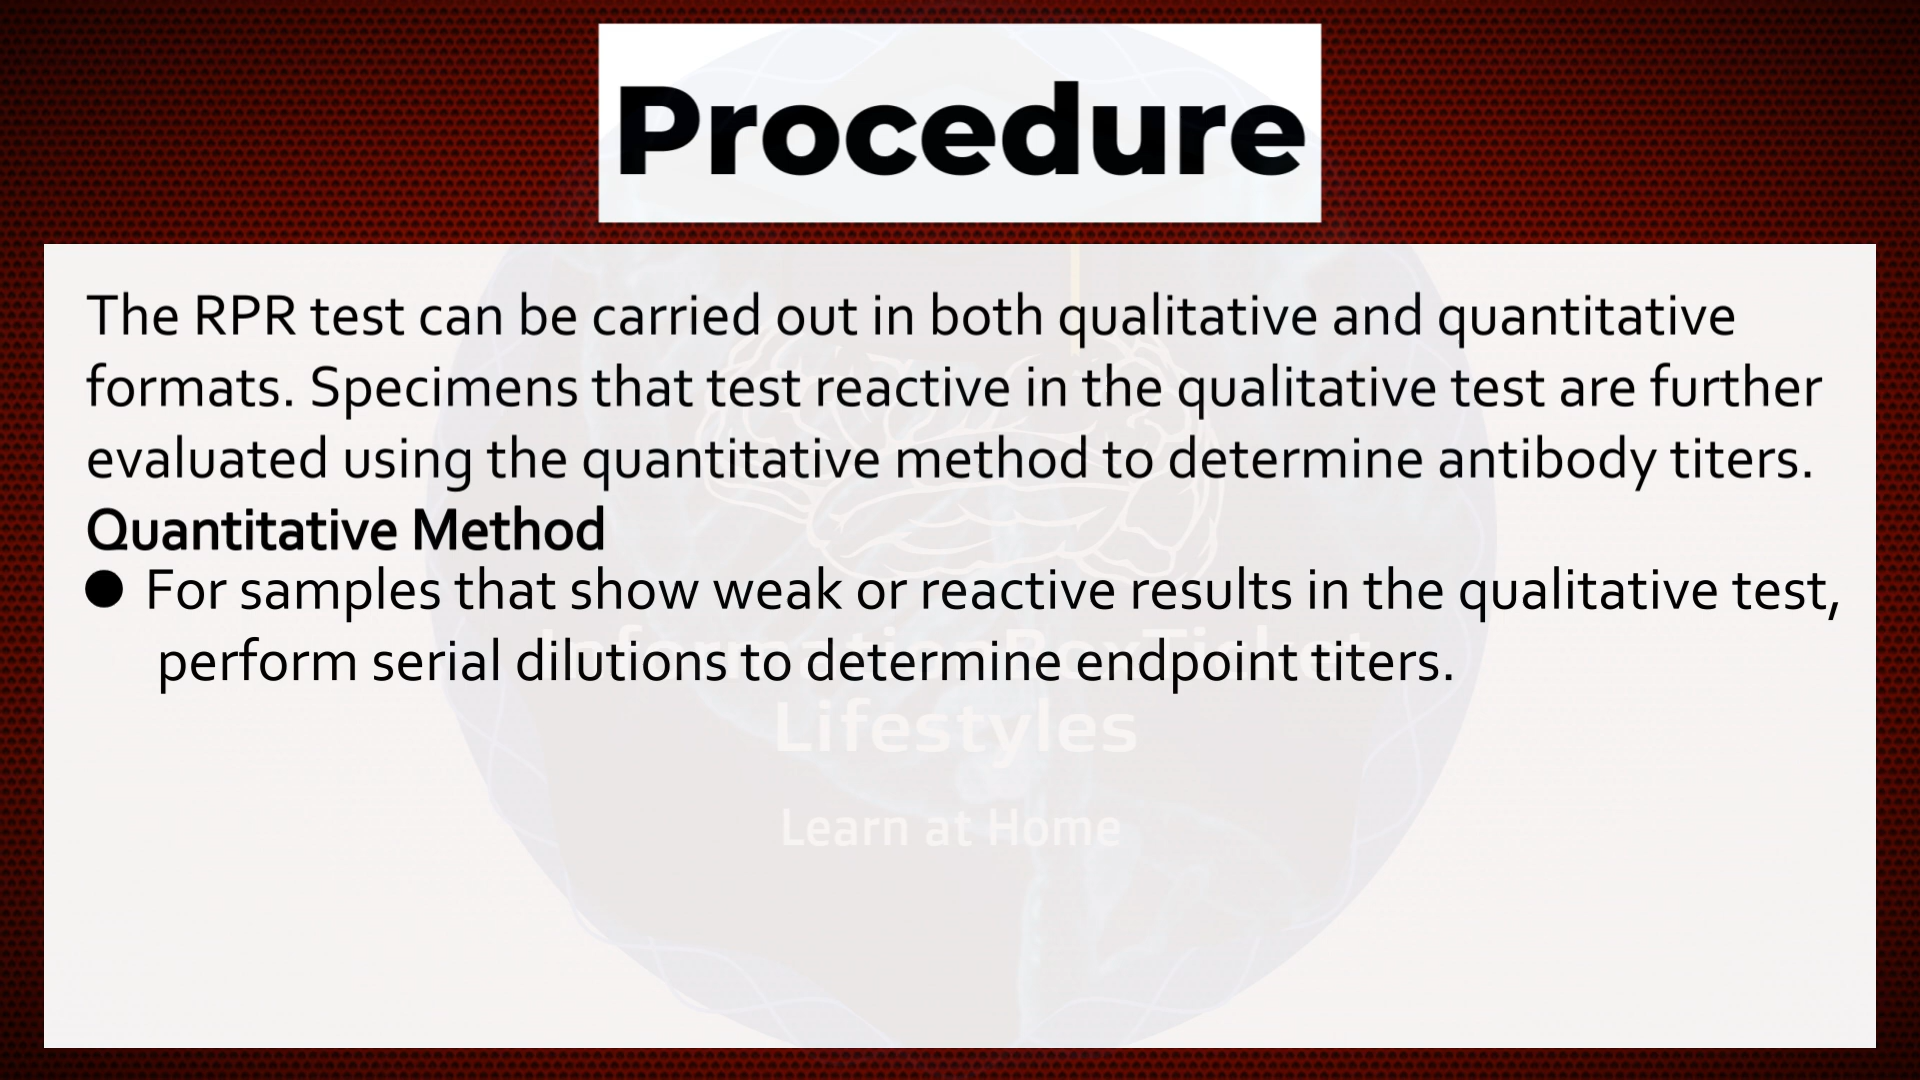 Procedure
The RPR test can be carried out in both qualitative and quantitative
formats. Specimens that test reactive in the qualitative test are further
evaluated using the quantitative method to determine antibody titers.
Quantitative Method
● For samples that show weak or reactive results in the qualitative test,
perform serial dilutions to determine endpoint titers.
InformationBoxTicket
Lifestyles
Learn at Home